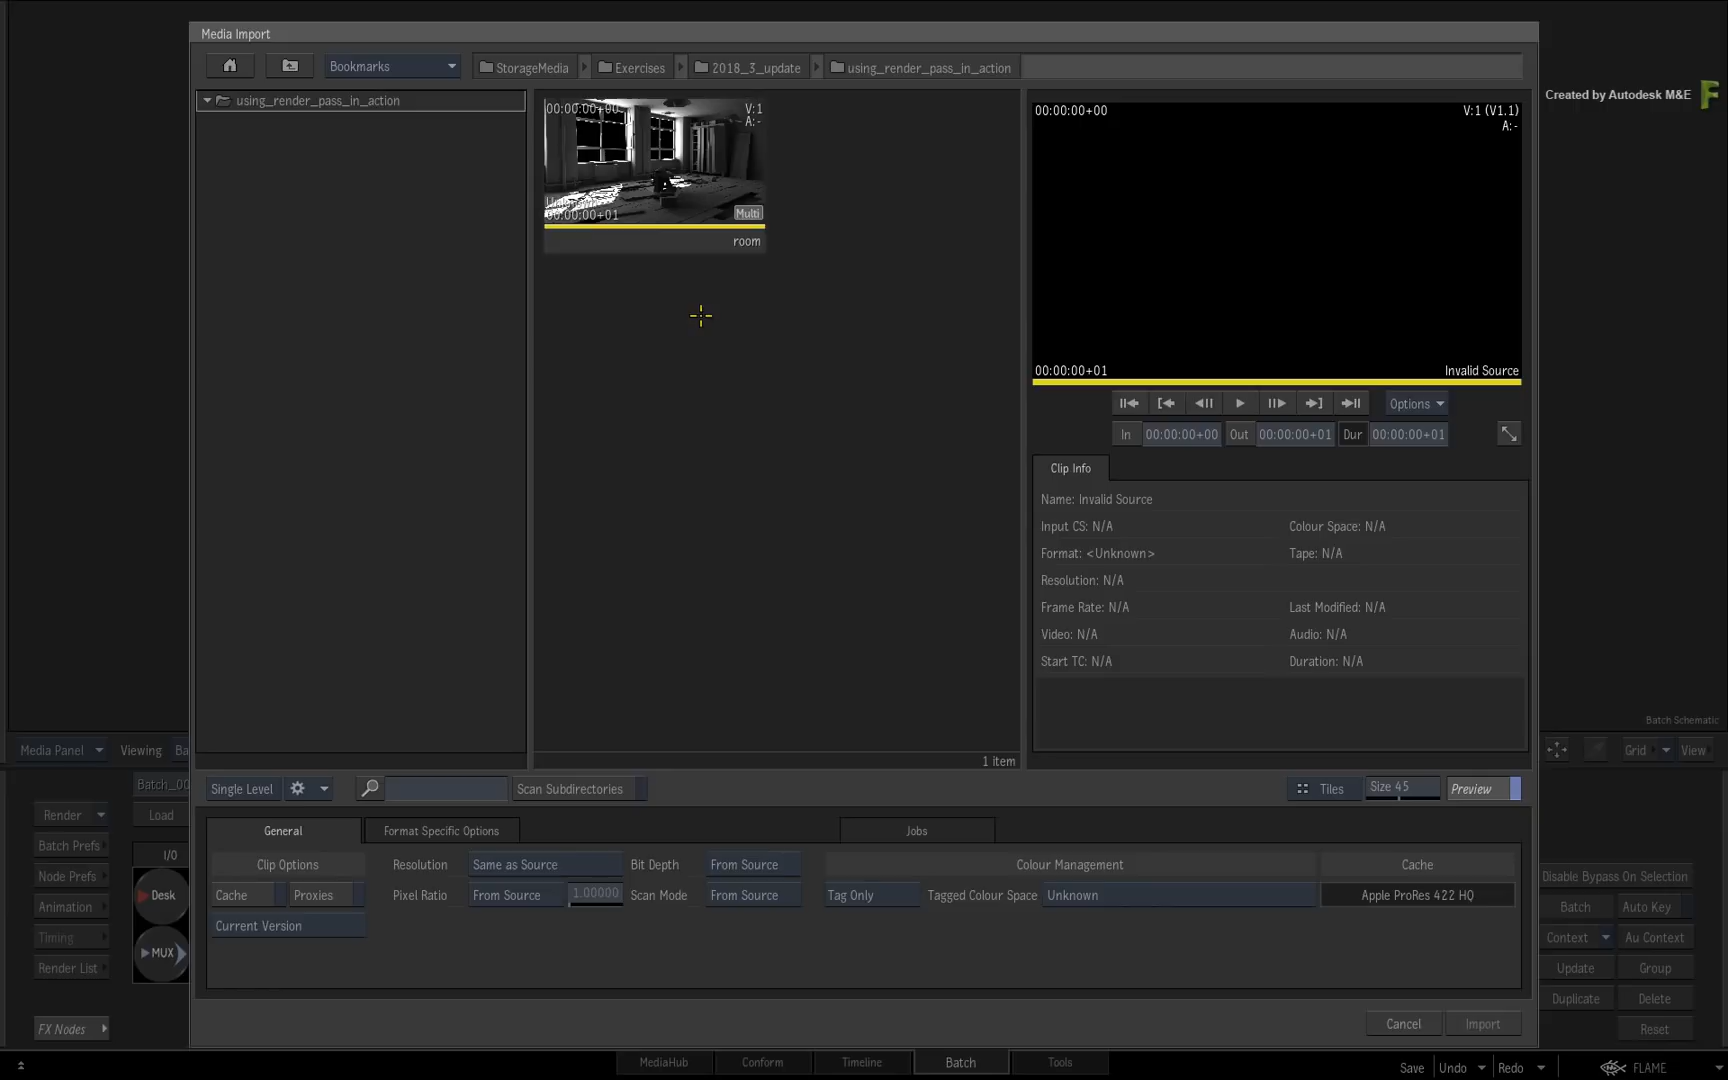 Media Import
Bookmarks
StorageMedia
Exercises
2018_3_update
using_render_pass_in_action
Created by Autodesk M&E
using_render_pass_in_action
00:00:00+00
V:1
A:-
00:00:00+01
Multi
room
00:00:00+00
V:1 (V1.1)
A:-
00:00:00+01
Invalid Source
Options
In
00:00:00+00
Out
00:00:00+01
Dur
00:00:00+01
Clip Info
Name: Invalid Source
Input CS: N/A
Colour Space: N/A
Format: <Unknown>
Tape: N/A
Resolution: N/A
Frame Rate: N/A
Last Modified: N/A
Video: N/A
Audio: N/A
Start TC: N/A
Duration: N/A
Batch Schematic
Media Panel
Viewing
Ba
1 item
Grid
View
Single Level
Scan Subdirectories
Tiles
Size 45
Preview
Batch_00
Render
Load
General
Format Specific Options
Jobs
Batch Prefs
I/O
Clip Options
Resolution
Same as Source
Bit Depth
From Source
Colour Management
Cache
Node Prefs
Disable Bypass On Selection
Desk
Cache
Proxies
Pixel Ratio
From Source
1.00000
Scan Mode
From Source
Tag Only
Tagged Colour Space
Unknown
Apple ProRes 422 HQ
Animation
Batch
Auto Key
Current Version
Timing
Context
Au Context
MUX
Render List
Update
Group
Duplicate
Delete
FX Nodes
Cancel
Import
Reset
MediaHub
Conform
Timeline
Batch
Tools
Save
Undo
Redo
FLAME